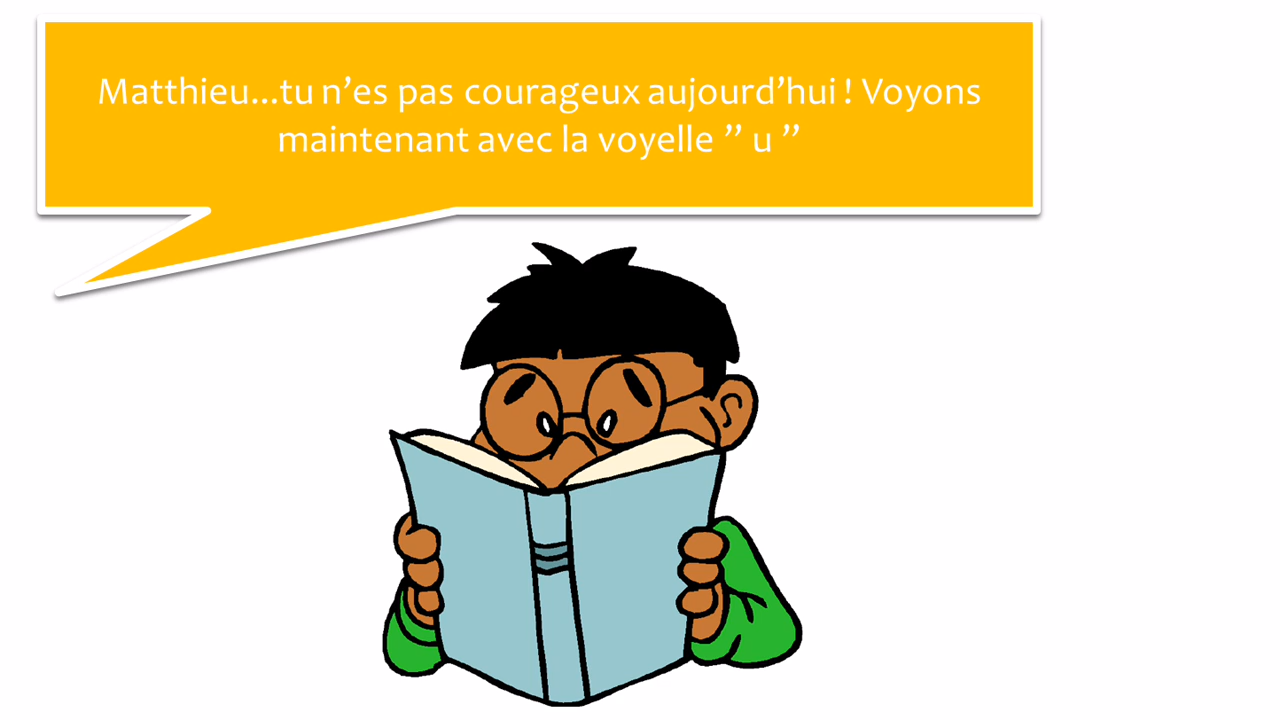 Matthieu...tu n’es pas courageux aujourd’hui ! Voyons
maintenant avec la voyelle ” u ”